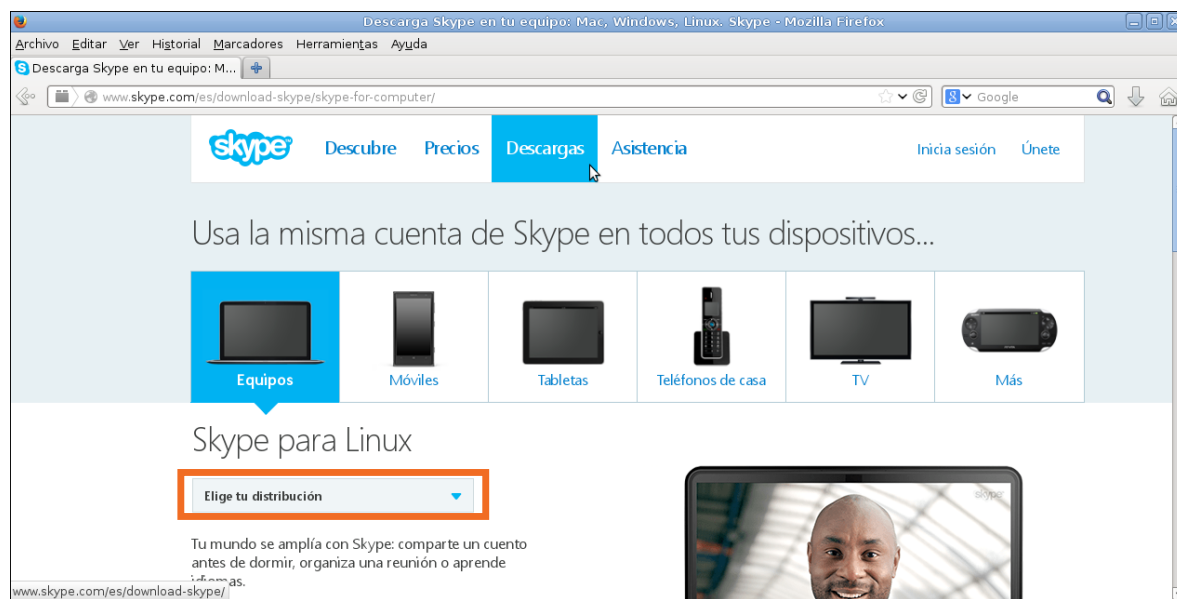 Descarga Skype en tu equipo: Mac, Windows, Linux. Skype - Mozilla Firefox
Archivo Editar Ver Historial Marcadores Herramientas Ayuda
Descarga Skype en tu equipo: M...
www.skype.com/es/download-skype/skype-for-computer/
Google
skype Descubre Precios Descargas Asistencia Inicia sesión Únete
Usa la misma cuenta de Skype en todos tus dispositivos...
Equipos Móviles Tabletas Teléfonos de casa TV Más
Skype para Linux
Elige tu distribución
skype
Tu mundo se amplía con Skype: comparte un cuento
antes de dormir, organiza una reunión o aprende
idiomas.
www.skype.com/es/download-skype/